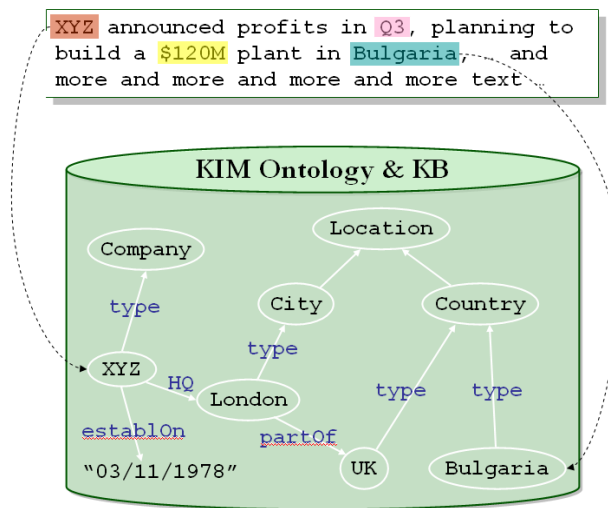 XYZ announced profits in Q3, planning to
build a $120M plant in Bulgaria, . and
more and more and more and more text …
KIM Ontology & KB
Location
Company
City
Country
type
type
XYZ
HQ
London
type
type
establOn
partOf
"03/11/1978"
UK
Bulgaria